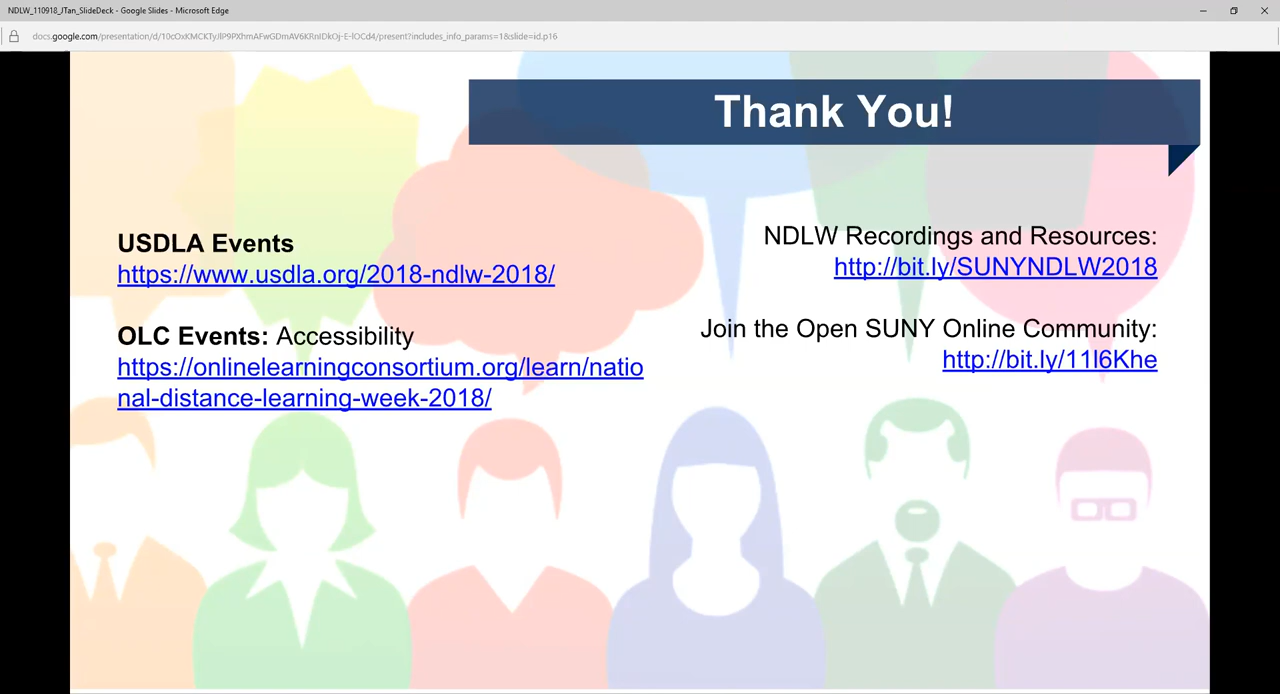 NDLW_110918_JTan_SlideDeck - Google Slides - Microsoft Edge
Thank You!
USDLA Events
https://www.usdla.org/2018-ndlw-2018/
OLC Events: Accessibility
https://onlinelearningconsortium.org/learn/natio
nal-distance-learning-week-2018/
NDLW Recordings and Resources:
http://bit.ly/SUNYNDLW2018
Join the Open SUNY Online Community:
http://bit.ly/11l6Khe